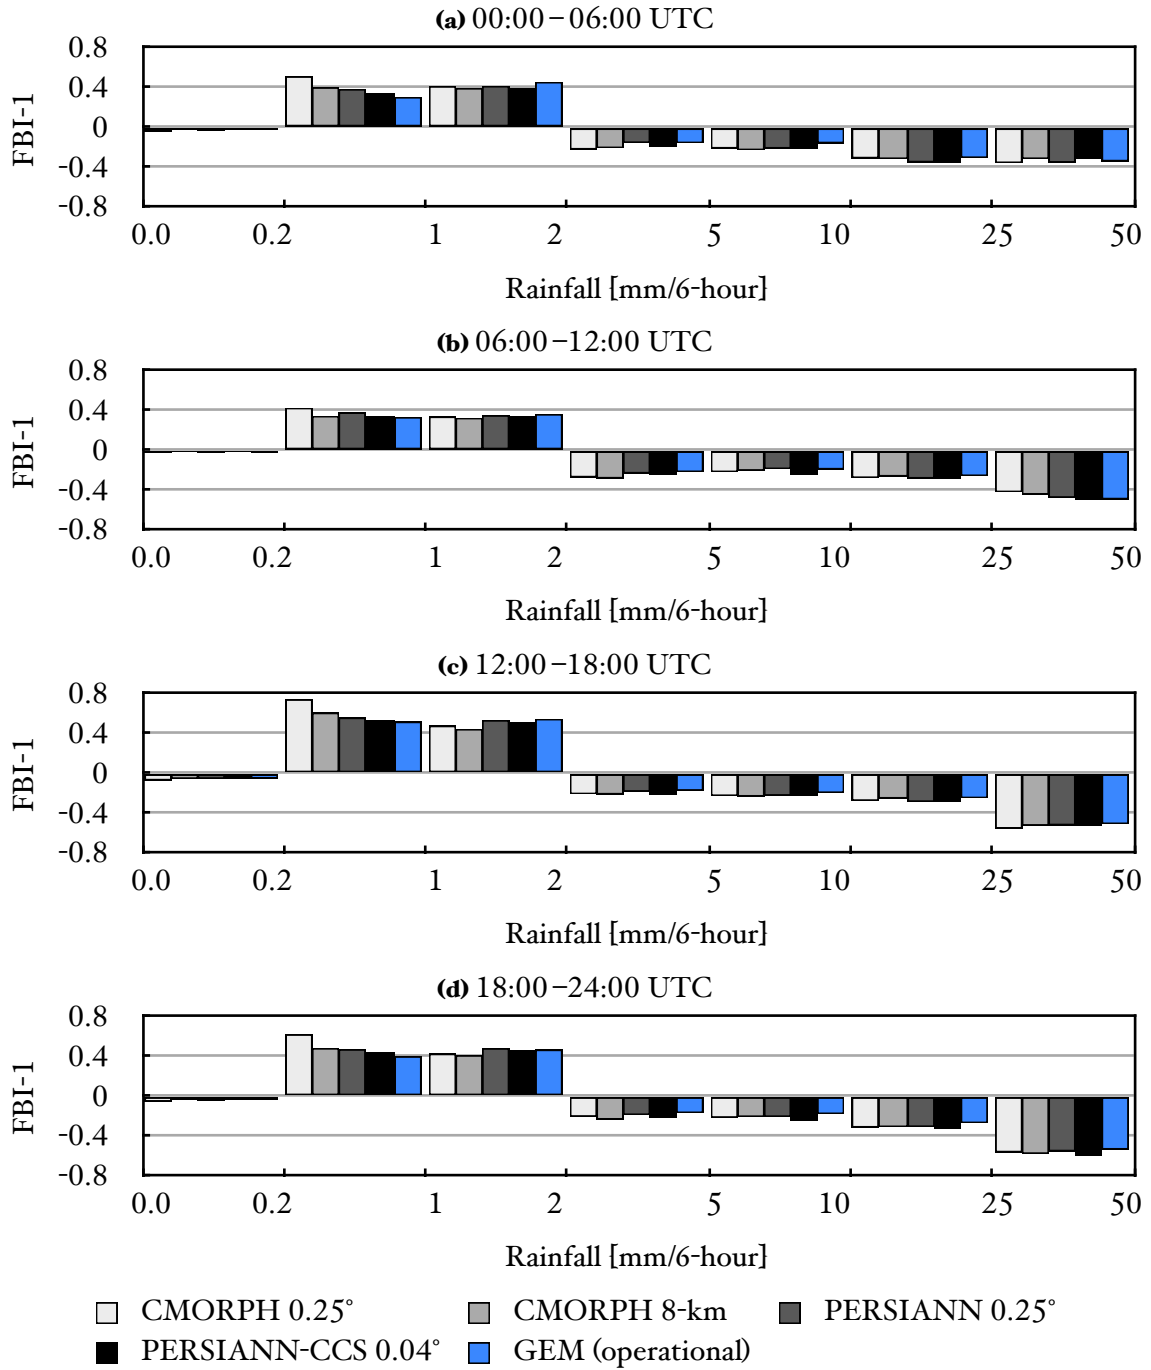 (a) 00:00–06:00 UTC
0.8
0.4
0
-0.4
-0.8
FBI-1
0.0 0.2 1 2 5 10 25 50
Rainfall [mm/6-hour]
(b) 06:00–12:00 UTC
0.8
0.4
0
-0.4
-0.8
FBI-1
0.0 0.2 1 2 5 10 25 50
Rainfall [mm/6-hour]
(c) 12:00–18:00 UTC
0.8
0.4
0
-0.4
-0.8
FBI-1
0.0 0.2 1 2 5 10 25 50
Rainfall [mm/6-hour]
(d) 18:00–24:00 UTC
0.8
0.4
0
-0.4
-0.8
FBI-1
0.0 0.2 1 2 5 10 25 50
Rainfall [mm/6-hour]
CMORPH 0.25° CMORPH 8-km PERSIANN 0.25°
PERSIANN-CCS 0.04° GEM (operational)